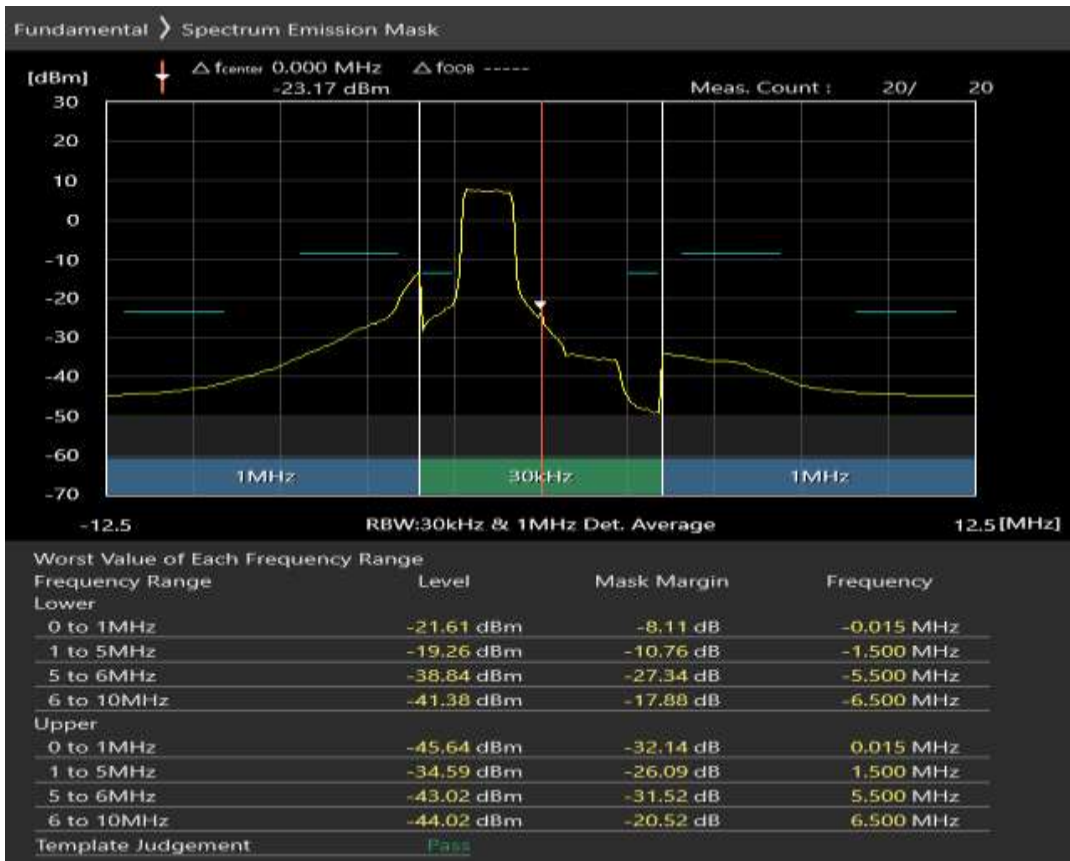 Fundamental ❯ Spectrum Emission Mask
△ fcenter 0.000 MHz △ fOOB -----
[dBm] -23.17 dBm Meas. Count : 20/ 20
30
20
10
0
-10
-20
-30
-40
-50
-60
1MHz 30kHz 1MHz
-70
-12.5 RBW:30kHz & 1MHz Det. Average 12.5 [MHz]
Worst Value of Each Frequency Range
Frequency Range Level Mask Margin Frequency
Lower
0 to 1MHz -21.61 dBm -8.11 dB -0.015 MHz
1 to 5MHz -19.26 dBm -10.76 dB -1.500 MHz
5 to 6MHz -38.84 dBm -27.34 dB -5.500 MHz
6 to 10MHz -41.38 dBm -17.88 dB -6.500 MHz
Upper
0 to 1MHz -45.64 dBm -32.14 dB 0.015 MHz
1 to 5MHz -34.59 dBm -26.09 dB 1.500 MHz
5 to 6MHz -43.02 dBm -31.52 dB 5.500 MHz
6 to 10MHz -44.02 dBm -20.52 dB 6.500 MHz
Template Judgement Pass